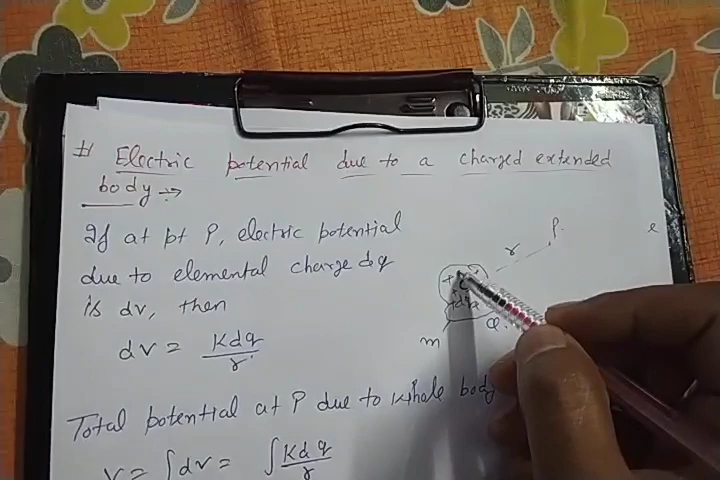 # Electric potential due to a charged extended
body :→
If at pt P, electric potential
due to elemental charge dq
is dv, then
dv = Kdq/r
P.
r
dq
Q.
m
e
Total potential at P due to whole body
v = ∫dv = ∫Kdq/r